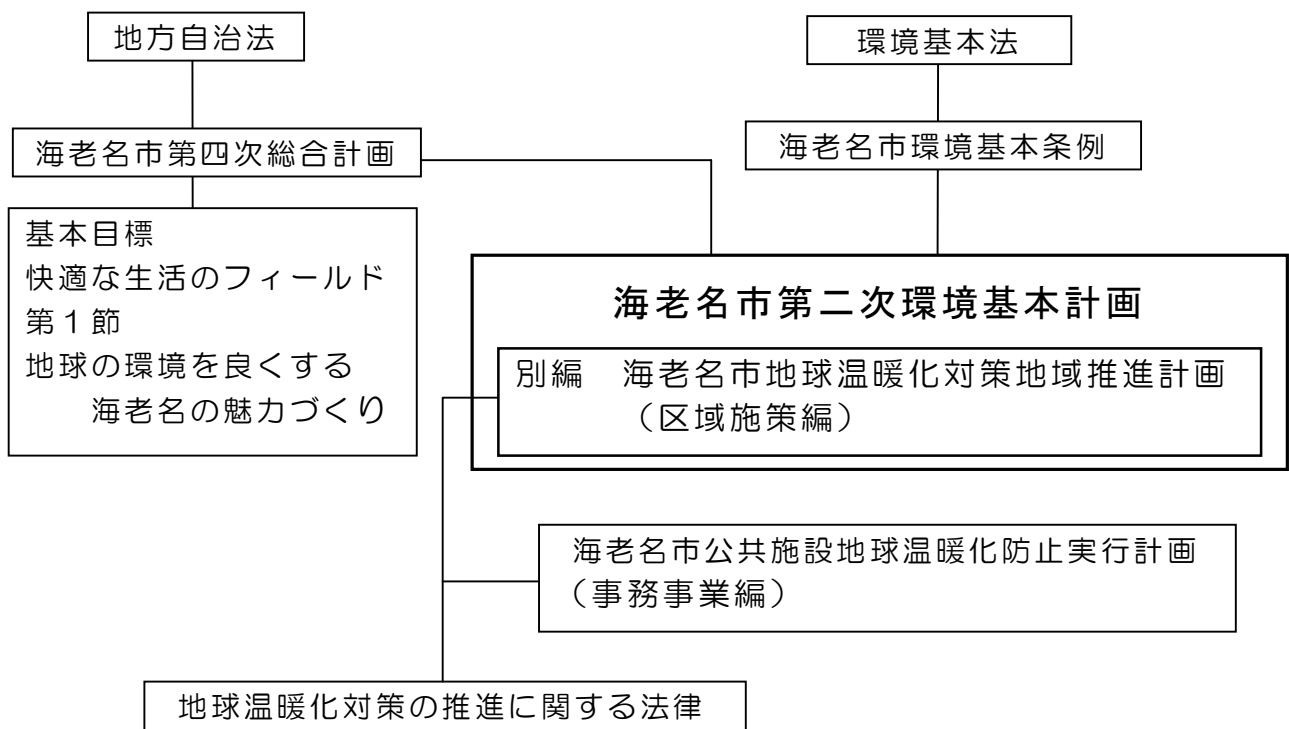 地方自治法
環境基本法
海老名市第四次総合計画
海老名市環境基本条例
基本目標
快適な生活のフィールド
第1節
地球の環境を良くする
海老名の魅力づくり
海老名市第二次環境基本計画
別編　海老名市地球温暖化対策地域推進計画
（区域施策編）
海老名市公共施設地球温暖化防止実行計画
（事務事業編）
地球温暖化対策の推進に関する法律